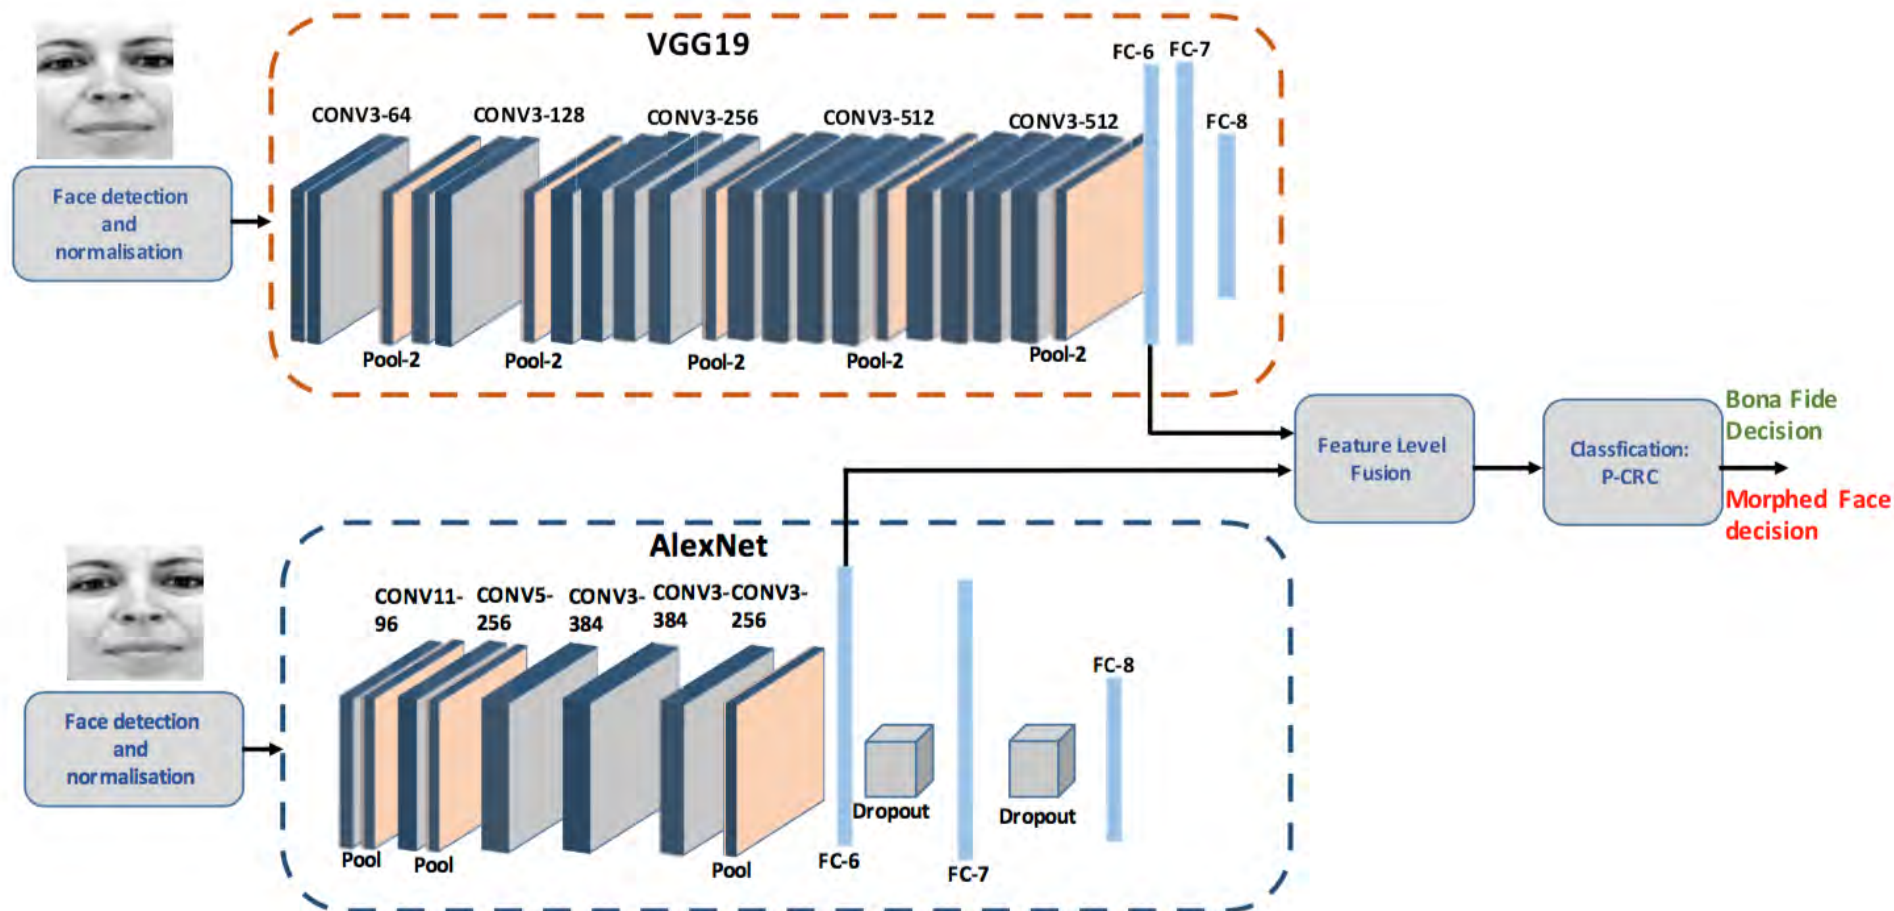 VGG19
FC-6
FC-7
CONV3-64
CONV3-128
CONV3-256
CONV3-512
CONV3-512
FC-8
Face detection
and
normalisation
Pool-2
Pool-2
Pool-2
Pool-2
Pool-2
Feature Level
Fusion
Classfication:
P-CRC
Bona Fide
Decision
Morphed Face
decision
AlexNet
CONV11-
96
CONV5-
256
CONV3-
384
CONV3-
384
CONV3-
256
FC-8
Face detection
and
normalisation
Dropout
Dropout
Pool
Pool
Pool
FC-6
FC-7